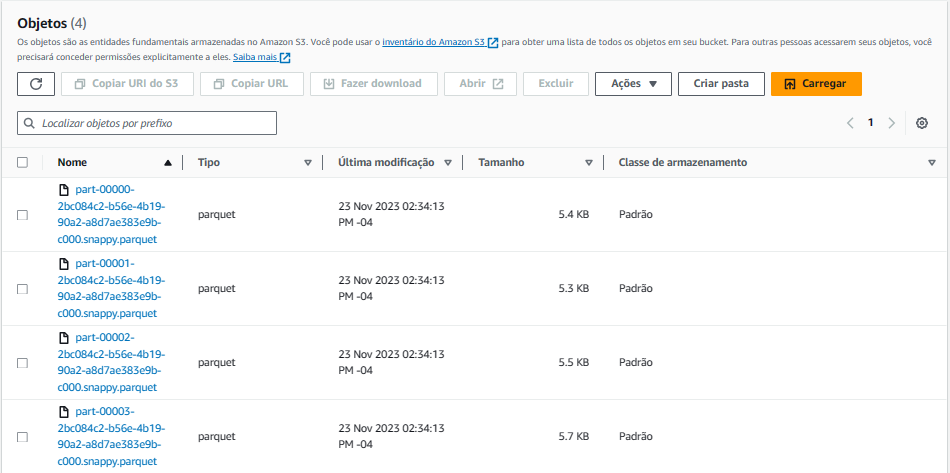 Objetos (4)
Os objetos são as entidades fundamentais armazenadas no Amazon S3. Você pode usar o inventário do Amazon S3 para obter uma lista de todos os objetos em seu bucket. Para outras pessoas acessarem seus objetos, você
precisará conceder permissões explicitamente a eles. Saiba mais
Copiar URI do S3 Copiar URL Fazer download Abrir Excluir Ações Criar pasta Carregar
Localizar objetos por prefixo 1
Nome Tipo Última modificação Tamanho Classe de armazenamento
part-00000-
2bc084c2-b56e-4b19-
90a2-a8d7ae383e9b-
c000.snappy.parquet
parquet
23 Nov 2023 02:34:13
PM -04
5.4 KB
Padrão
part-00001-
2bc084c2-b56e-4b19-
90a2-a8d7ae383e9b-
c000.snappy.parquet
parquet
23 Nov 2023 02:34:13
PM -04
5.3 KB
Padrão
part-00002-
2bc084c2-b56e-4b19-
90a2-a8d7ae383e9b-
c000.snappy.parquet
parquet
23 Nov 2023 02:34:13
PM -04
5.5 KB
Padrão
part-00003-
2bc084c2-b56e-4b19-
90a2-a8d7ae383e9b-
c000.snappy.parquet
parquet
23 Nov 2023 02:34:13
PM -04
5.7 KB
Padrão